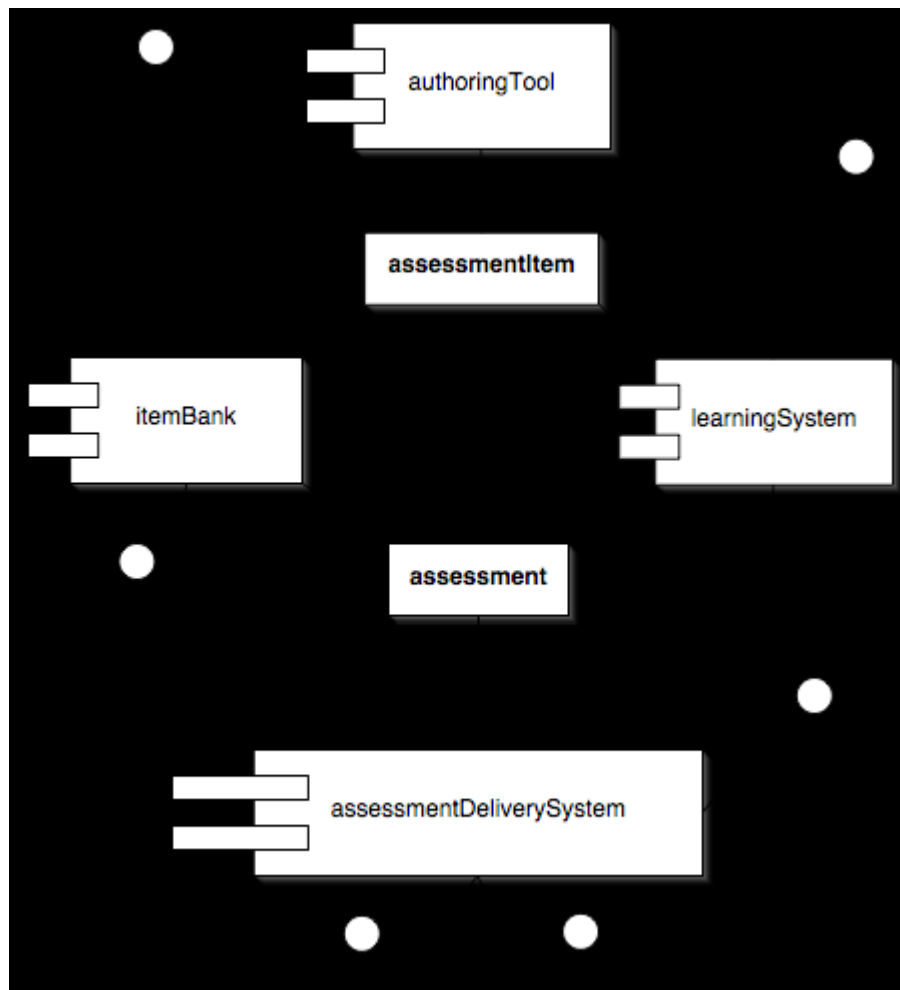 authoringTool
assessmentItem
itemBank
learningSystem
assessment
assessmentDeliverySystem